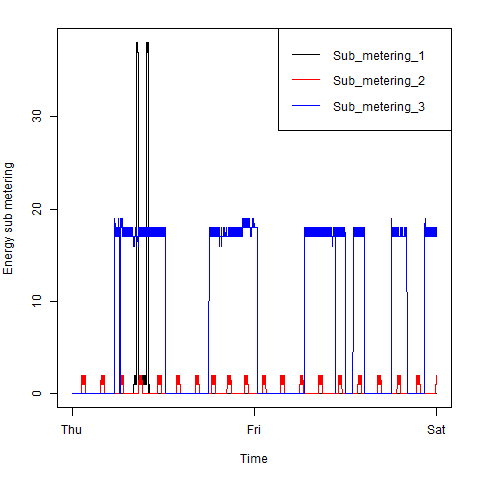 Sub_metering_1
Sub_metering_2
Sub_metering_3
Energy sub metering
30
20
10
0
Thu
Fri
Sat
Time